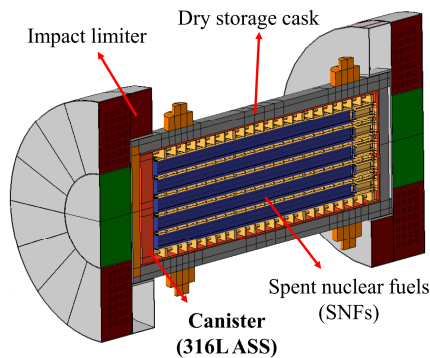 Dry storage cask
Impact limiter
Spent nuclear fuels
(SNFs)
Canister
(316L ASS)